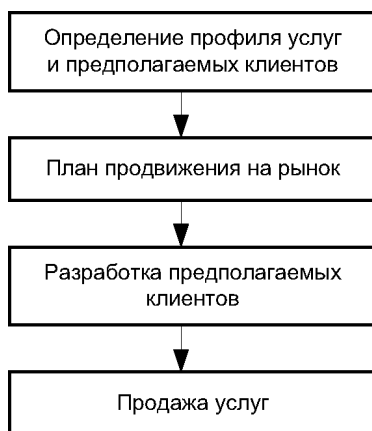 Определение профиля услуг
и предполагаемых клиентов
План продвижения на рынок
Разработка предполагаемых
клиентов
Продажа услуг